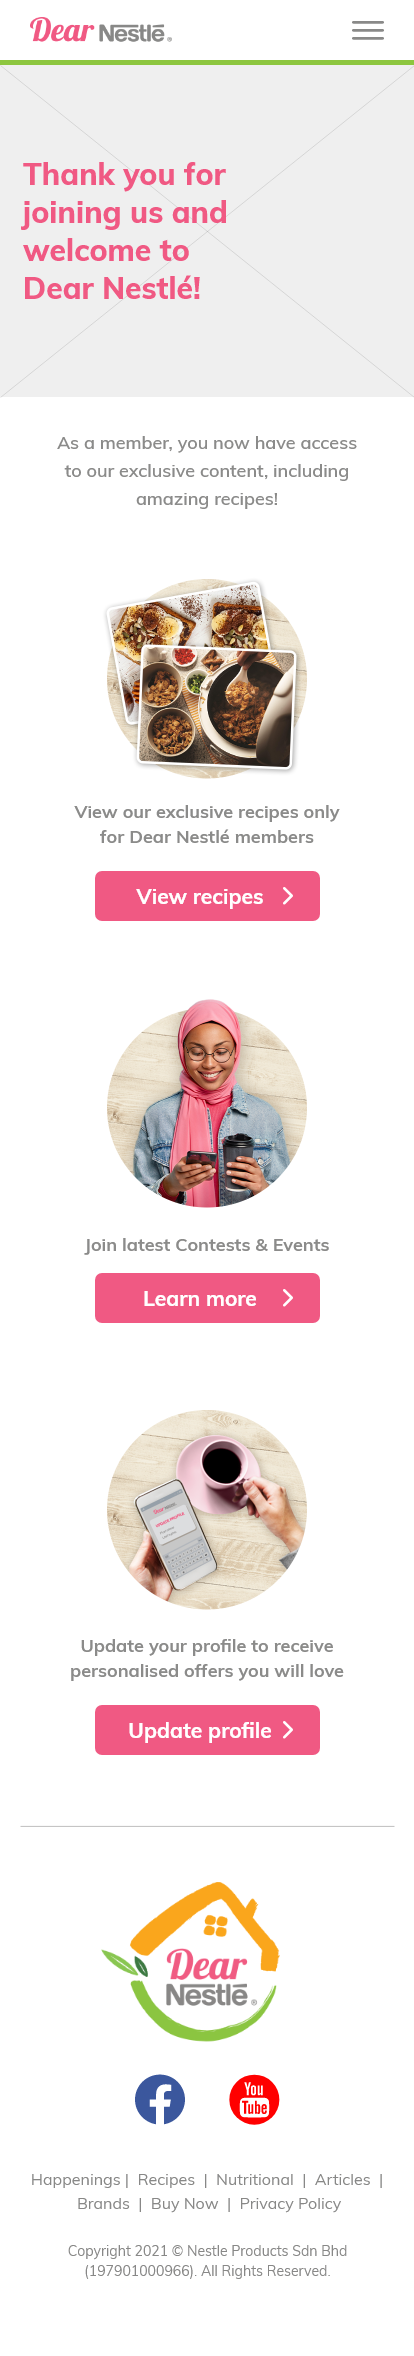 Dear Nestlé®
Thank you for
joining us and
welcome to
Dear Nestlé!
As a member, you now have access
to our exclusive content, including
amazing recipes!
View our exclusive recipes only
for Dear Nestlé members
View recipes
Join latest Contests & Events
Learn more
UPDATE PROFILE
Update your profile to receive
personalised offers you will love
Update profile
Dear
Nestlé®
You
Tube
Happenings | Recipes | Nutritional | Articles |
Brands | Buy Now | Privacy Policy
Copyright 2021 © Nestle Products Sdn Bhd
(197901000966). All Rights Reserved.